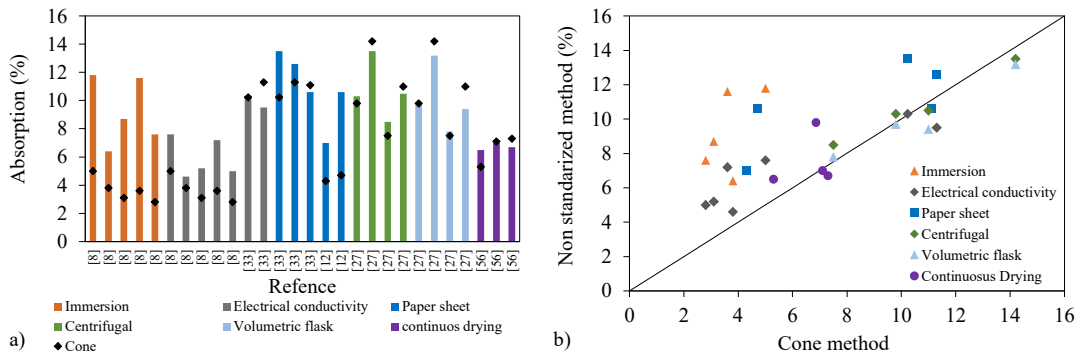 16
14
12
10
8
6
4
2
0
Absorption (%)
[8] [8] [8] [8] [8] [8] [8] [8] [8] [8] [33] [33] [33] [33] [33] [12] [12] [27] [27] [27] [27] [27] [27] [27] [27] [56] [56] [56]
Refence
Immersion
Electrical conductivity
Paper sheet
Centrifugal
Volumetric flask
continuos drying
Cone
a)
16
14
12
10
8
6
4
2
0
Non standarized method (%)
Immersion
Electrical conductivity
Paper sheet
Centrifugal
Volumetric flask
Continuosus Drying
0 2 4 6 8 10 12 14 16
Cone method
b)